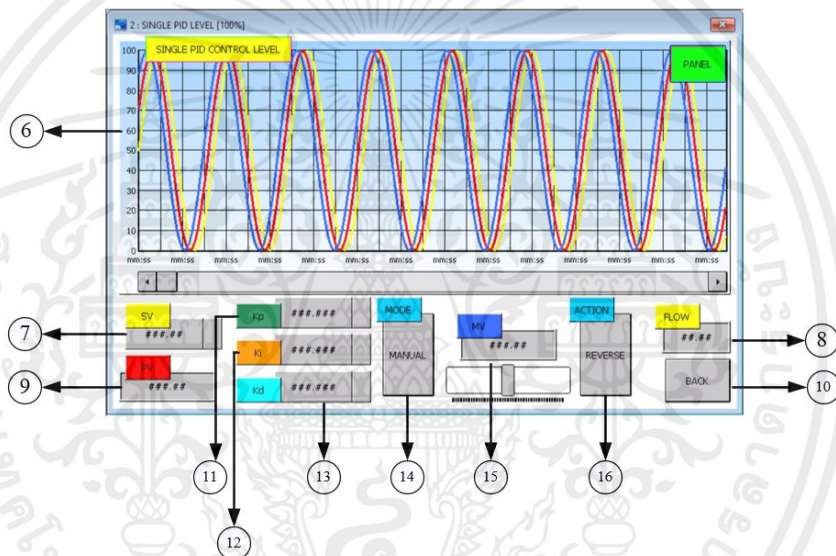 2 : SINGLE PID LEVEL [100%]
SINGLE PID CONTROL LEVEL
PANEL
100
90
80
70
60
50
40
30
20
10
0
mm:ss mm:ss mm:ss mm:ss mm:ss mm:ss mm:ss mm:ss mm:ss mm:ss mm:ss mm:ss mm:ss mm:ss
SV
###.##
PV
###.##
Kp
###.###
Ki
###.###
Kd
###.###
MODE
MANUAL
MV
###.##
ACTION
REVERSE
FLOW
##.##
BACK
6
7
8
9
10
11
12
13
14
15
16